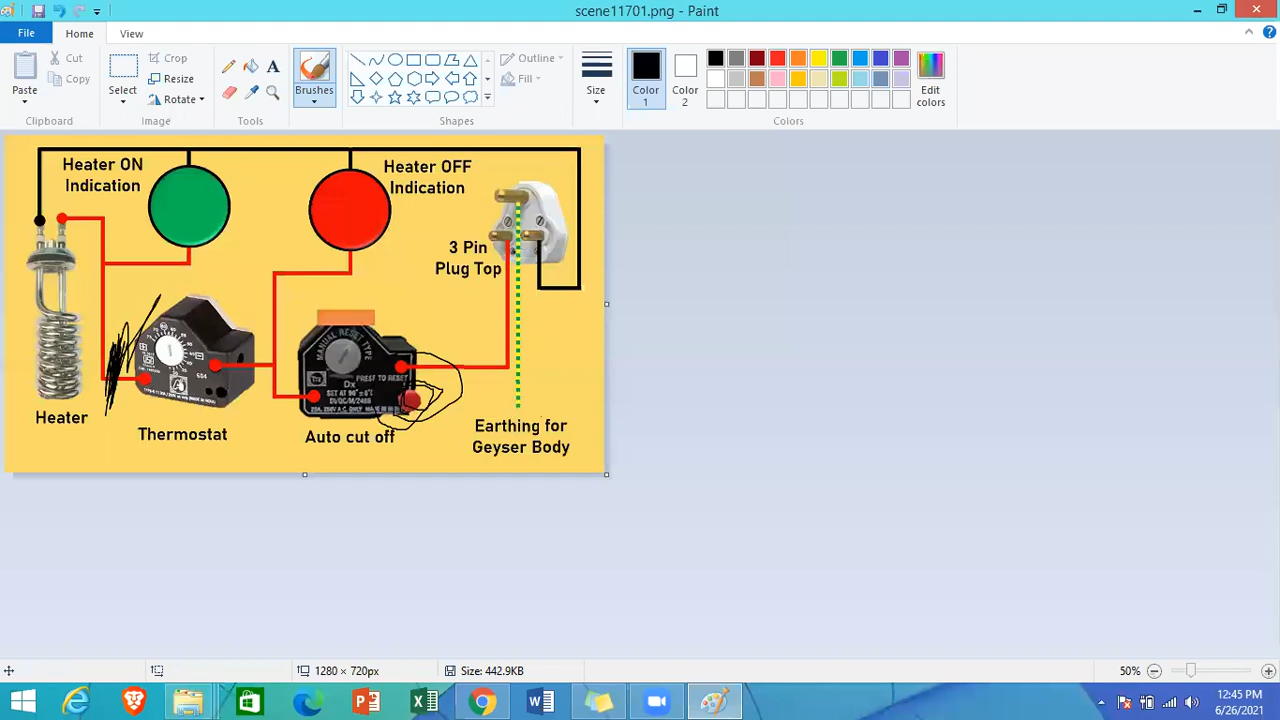 scene11701.png - Paint
File
Home
View
Paste
Cut
Copy
Clipboard
Select
Crop
Resize
Rotate
Image
Tools
Brushes
Outline
Fill
Shapes
Size
Color
1
Color
2
Edit
colors
Colors
Heater ON
Indication
Heater OFF
Indication
3 Pin
Plug Top
MANUAL RESET TYPE
Dx
PREST TO RESET
Heater
Thermostat
Auto cut off
Earthing for
Geyser Body
1280 × 720px
Size: 442.9KB
50%
12:45 PM
6/26/2021